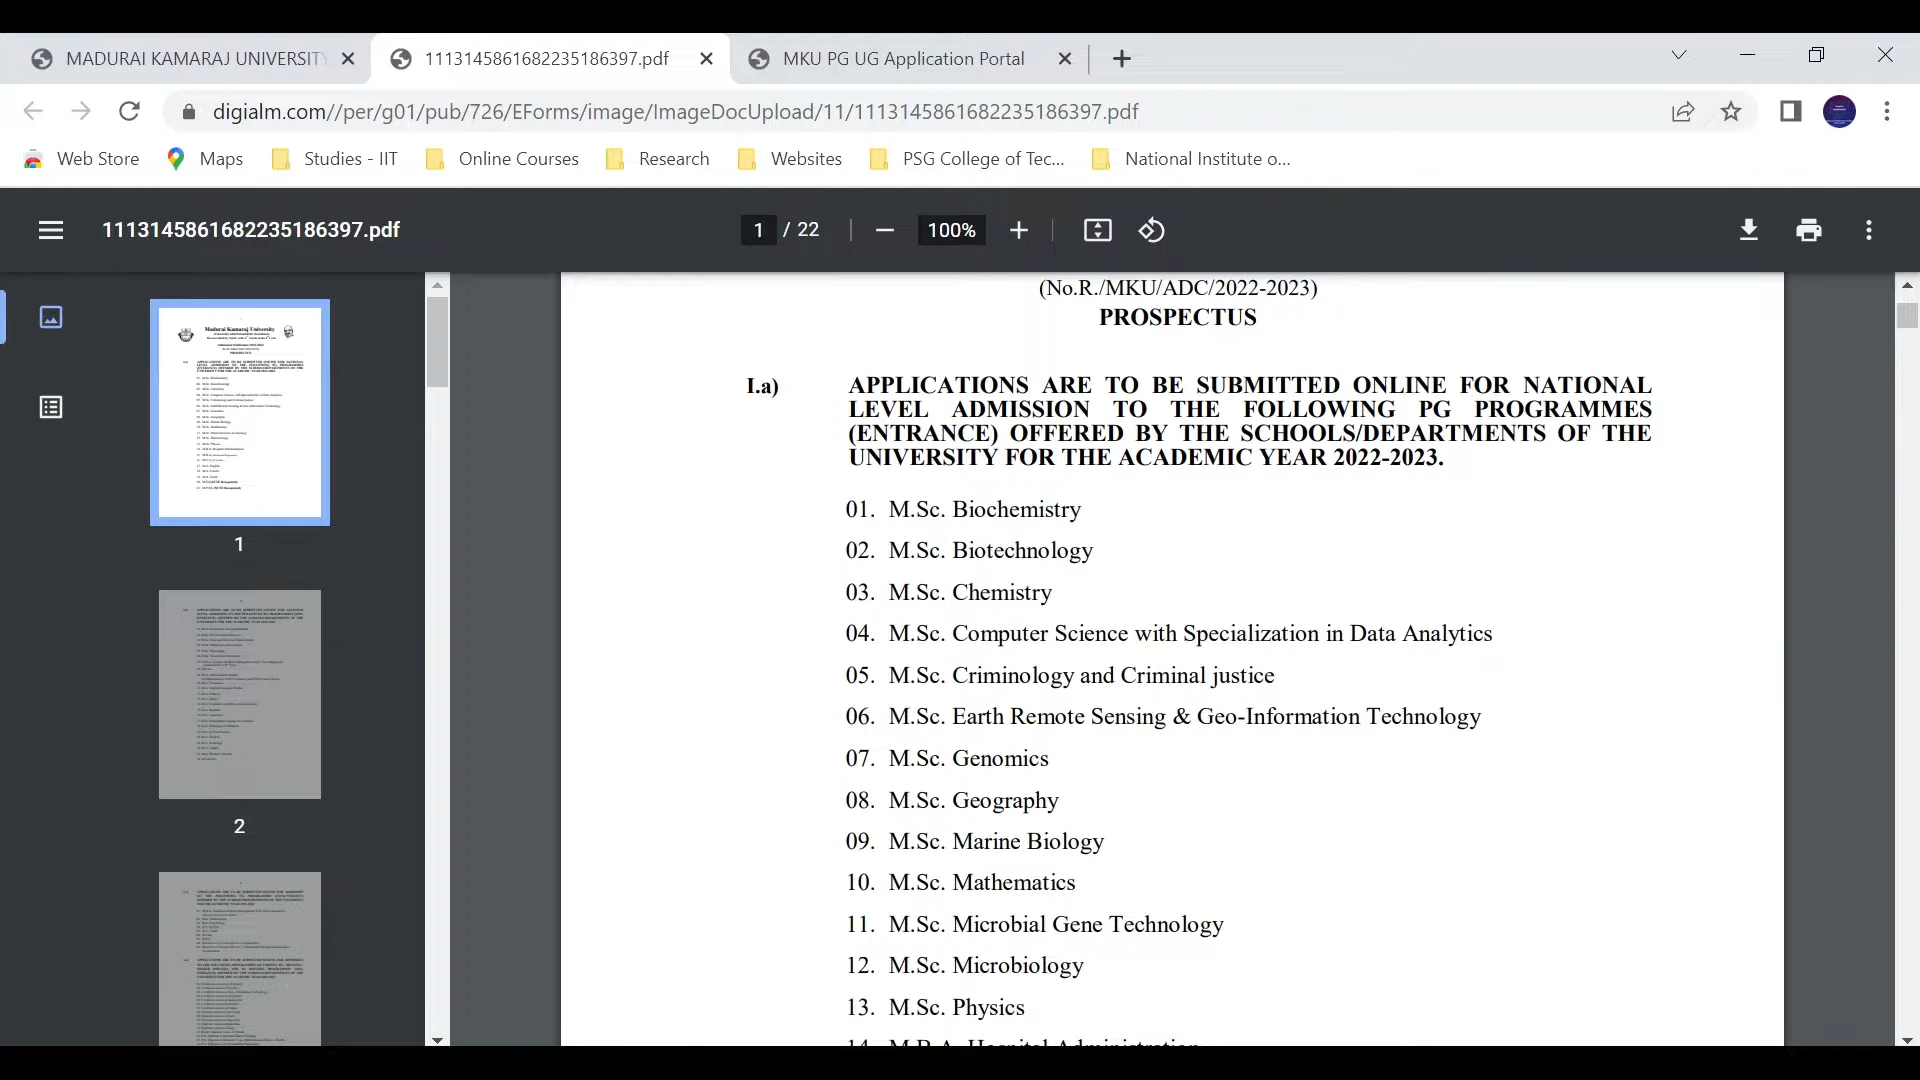 MADURAI KAMARAJ UNIVERSITY
1113145861682235186397.pdf
MKU PG UG Application Portal
digialm.com//per/g01/pub/726/EForms/image/ImageDocUpload/11/1113145861682235186397.pdf
Web Store
Maps
Studies - IIT
Online Courses
Research
Websites
PSG College of Tec...
National Institute o...
1113145861682235186397.pdf
1 / 22
100%
Madurai Kamaraj University
1
2
(No.R./MKU/ADC/2022-2023)
PROSPECTUS
I.a) APPLICATIONS ARE TO BE SUBMITTED ONLINE FOR NATIONAL
LEVEL ADMISSION TO THE FOLLOWING PG PROGRAMMES
(ENTRANCE) OFFERED BY THE SCHOOLS/DEPARTMENTS OF THE
UNIVERSITY FOR THE ACADEMIC YEAR 2022-2023.
01. M.Sc. Biochemistry
02. M.Sc. Biotechnology
03. M.Sc. Chemistry
04. M.Sc. Computer Science with Specialization in Data Analytics
05. M.Sc. Criminology and Criminal justice
06. M.Sc. Earth Remote Sensing & Geo-Information Technology
07. M.Sc. Genomics
08. M.Sc. Geography
09. M.Sc. Marine Biology
10. M.Sc. Mathematics
11. M.Sc. Microbial Gene Technology
12. M.Sc. Microbiology
13. M.Sc. Physics
14. M.B.A. Hospital Administration